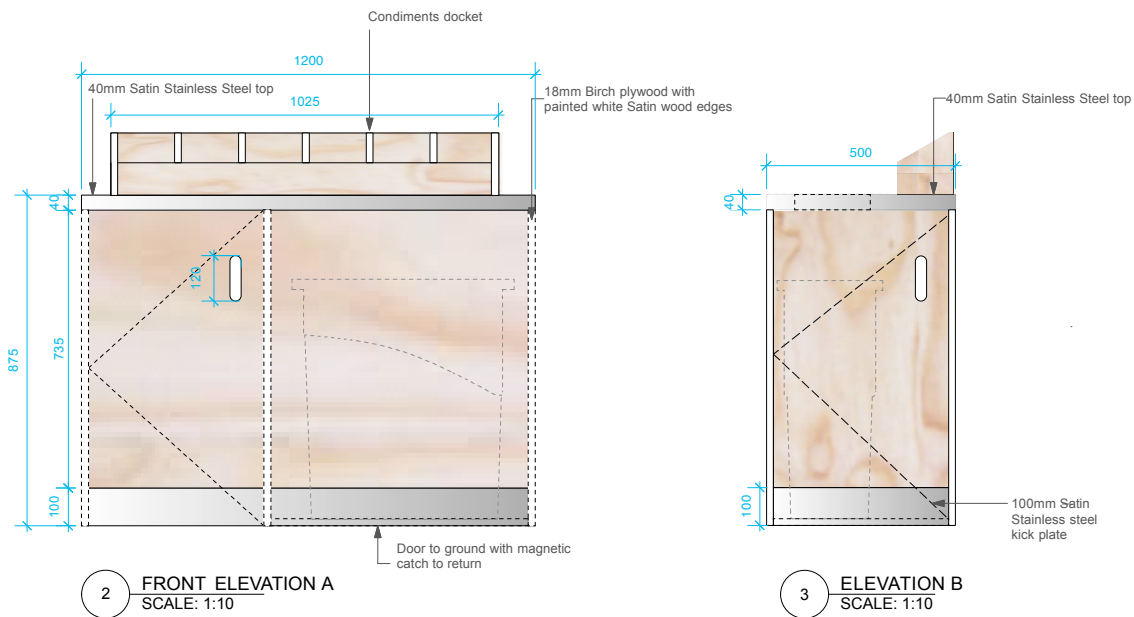 Condiments docket
1200
40mm Satin Stainless Steel top
1025
18mm Birch plywood with
painted white Satin wood edges
40
120
735
875
100
Door to ground with magnetic
catch to return
2
FRONT ELEVATION A
SCALE: 1:10
40mm Satin Stainless Steel top
500
40
100
100mm Satin
Stainless steel
kick plate
3
ELEVATION B
SCALE: 1:10